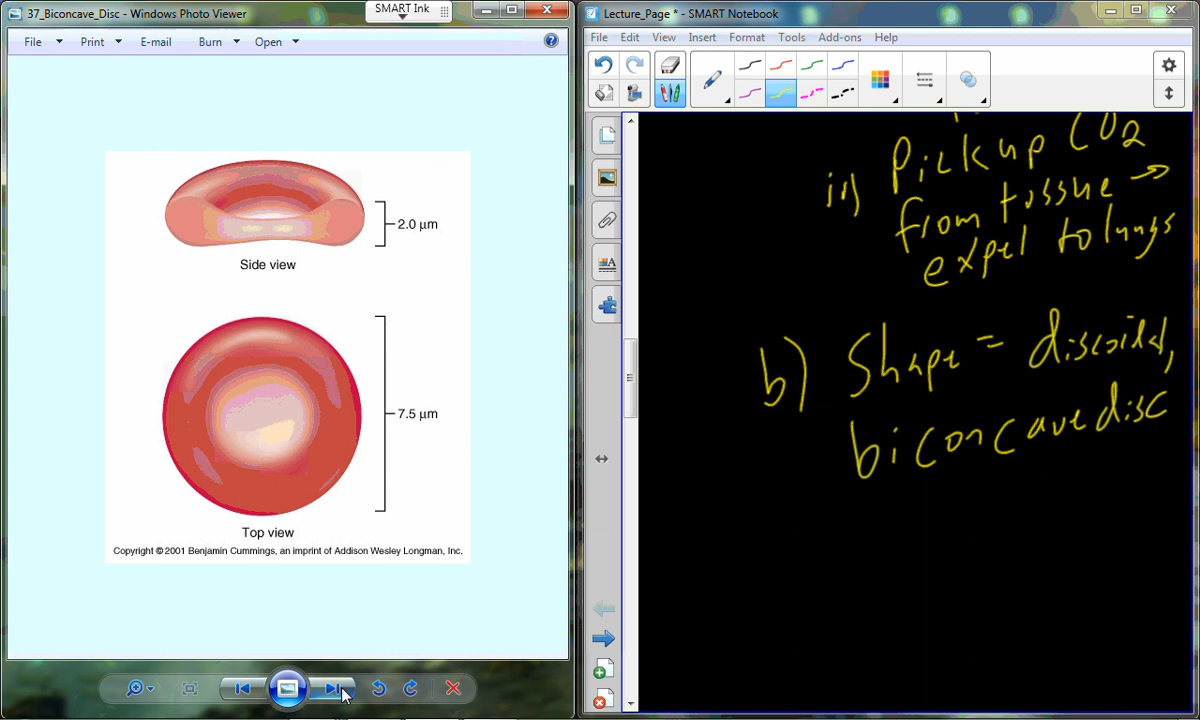 37_Biconcave_Disc - Windows Photo Viewer
SMART Ink
File Print E-mail Burn Open
2.0 µm
Side view
7.5 µm
Top view
Copyright © 2001 Benjamin Cummings, an imprint of Addison Wesley Longman, Inc.
Lecture_Page * - SMART Notebook
File Edit View Insert Format Tools Add-ons Help
ii) Pick up CO2
from tissue →
expel to lungs
b) Shape = discoidal,
biconcave disc